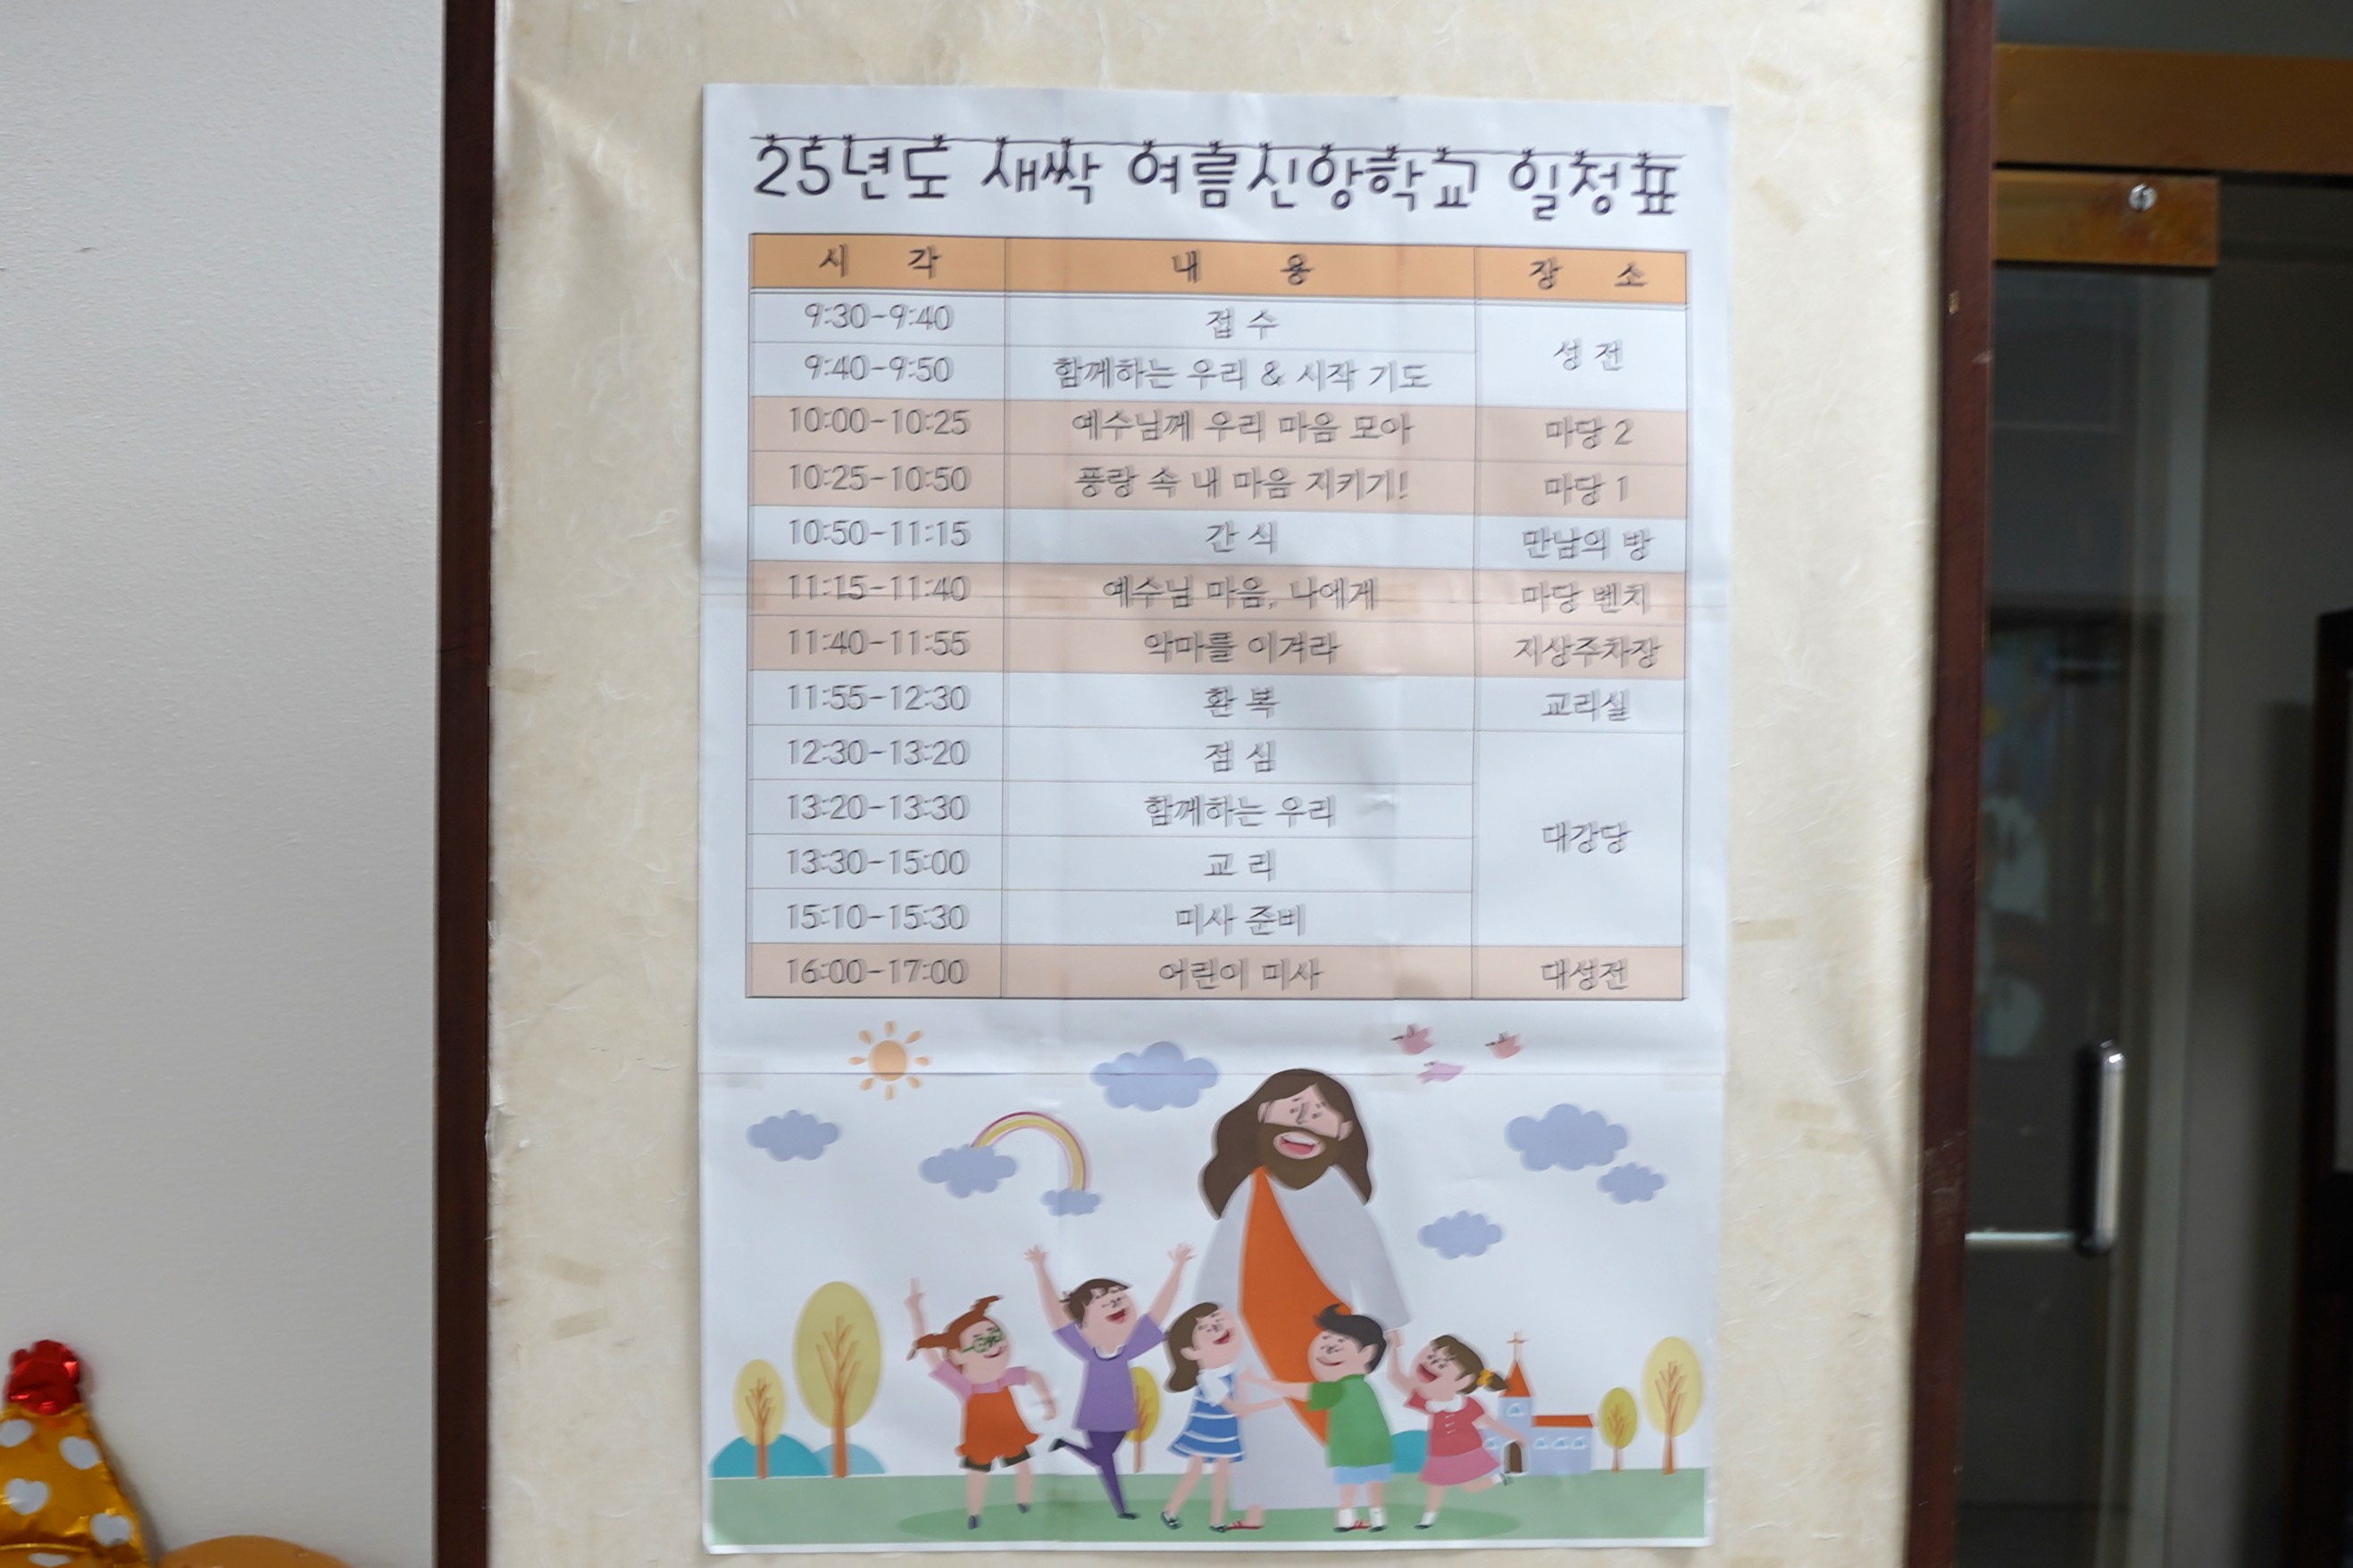 25년도 새싹 여름신앙학교 일정표
시 각 내 용 장 소
9:30-9:40 접 수
성 전
9:40-9:50 함께하는 우리 & 시작 기도
10:00-10:25 예수님께 우리 마음 모아 마당 2
10:25-10:50 풍랑 속 내 마음 지키기! 마당 1
10:50-11:15 간 식 만남의 방
11:15-11:40 예수님 마음, 나에게 마당 벤치
11:40-11:55 악마를 이겨라 지상주차장
11:55-12:30 환 복 교리실
12:30-13:20 점 심
13:20-13:30 함께하는 우리
대강당
13:30-15:00 교 리
15:10-15:30 미사 준비
16:00-17:00 어린이 미사 대성전